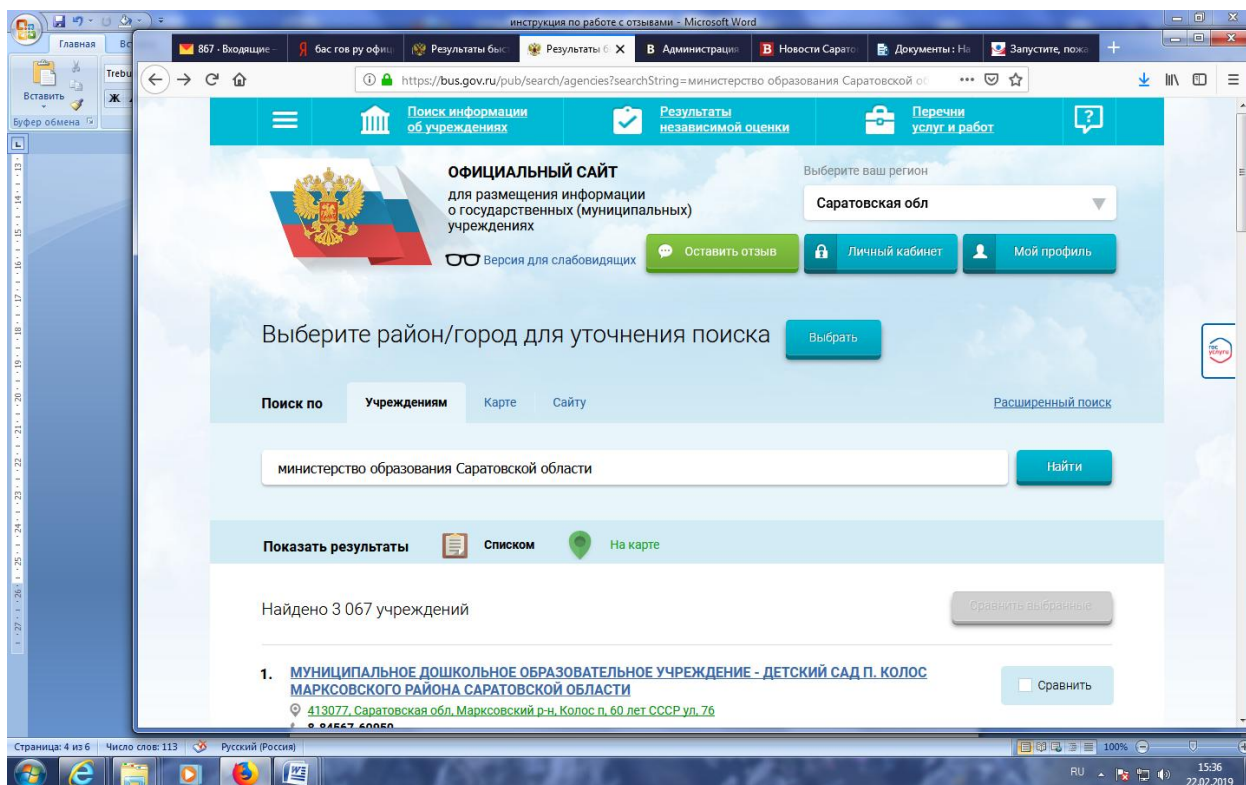 инструкция по работе с отзывами - Microsoft Word
Главная
Вставить
Trebu
Ж
Буфер обмена
867 · Входящие –
бас гов ру офиц
Результаты быст
Результаты б
Администрация
Новости Сарато
Документы : На
Запустите, пожа
https://bus.gov.ru/pub/search/agencies?searchString=министерство образования Саратовской об
Поиск информации
об учреждениях
Результаты
независимой оценки
Перечни
услуг и работ
ОФИЦИАЛЬНЫЙ САЙТ
для размещения информации
о государственных (муниципальных)
учреждениях
Версия для слабовидящих
Выберите ваш регион
Саратовская обл
Оставить отзыв
Личный кабинет
Мой профиль
Выберите район/город для уточнения поиска
Выбрать
госуслуги
Поиск по
Учреждениям
Карте
Сайту
Расширенный поиск
министерство образования Саратовской области
Найти
Показать результаты
Списком
На карте
Найдено 3 067 учреждений
Сравнить выбранные
1. МУНИЦИПАЛЬНОЕ ДОШКОЛЬНОЕ ОБРАЗОВАТЕЛЬНОЕ УЧРЕЖДЕНИЕ - ДЕТСКИЙ САД П. КОЛОС
МАРКСОВСКОГО РАЙОНА САРАТОВСКОЙ ОБЛАСТИ
Сравнить
413077, Саратовская обл, Марксовский р-н, Колос п, 60 лет СССР ул, 76
8-84567-60050
Страница: 4 из 6 Число слов: 113 Русский (Россия) 100%
RU
15:36
22.02.2019